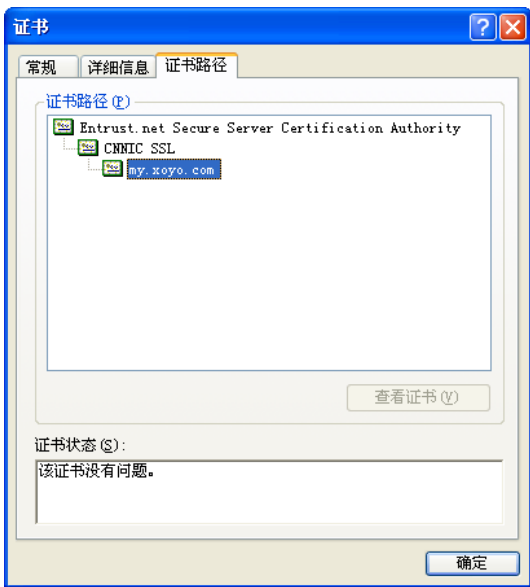 证书
常规 详细信息 证书路径
证书路径(P)
Entrust.net Secure Server Certification Authority
CNNIC SSL
my.xoyo.com
查看证书(V)
证书状态(S):
该证书没有问题。
确定